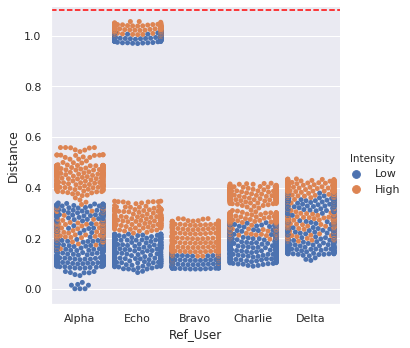 1.0
0.8
0.6
0.4
0.2
0.0
Distance
Alpha Echo Bravo Charlie Delta
Ref_User
Intensity
Low
High